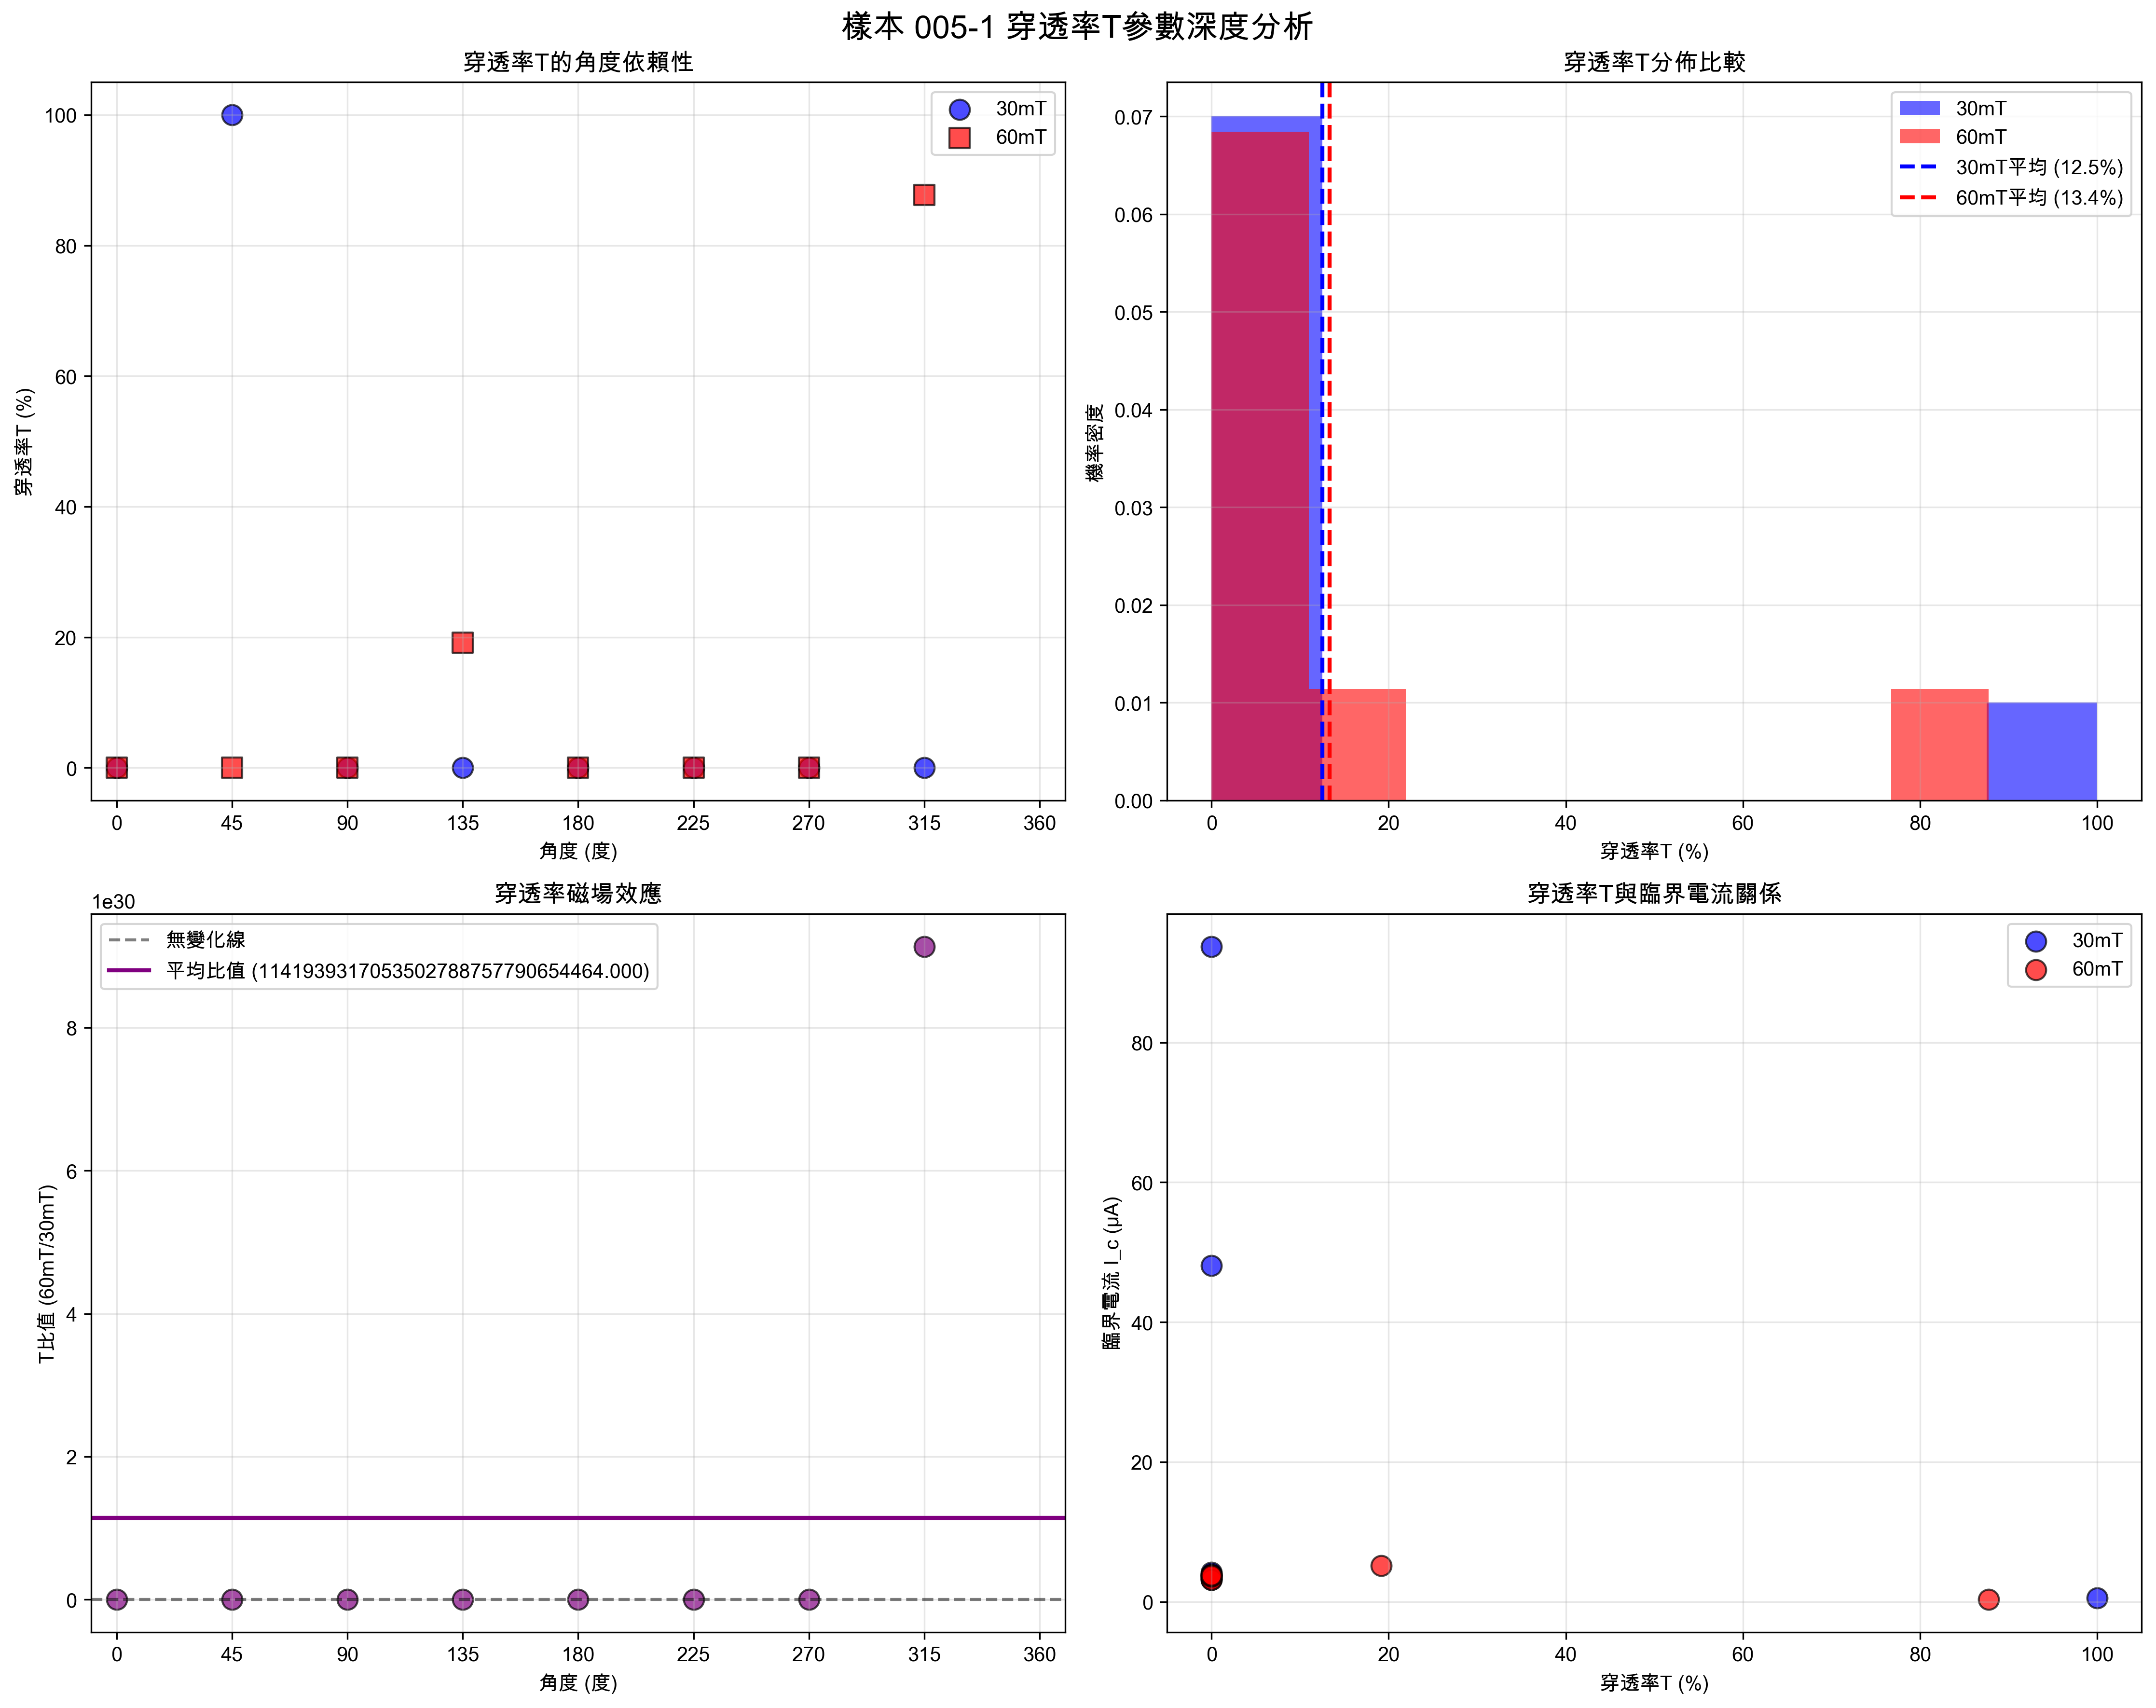 樣本 005-1 穿透率T參數深度分析
穿透率T的角度依賴性
穿透率T (%)
100
80
60
40
20
0
30mT
60mT
0 45 90 135 180 225 270 315 360
角度 (度)
穿透率T分佈比較
機率密度
0.07
0.06
0.05
0.04
0.03
0.02
0.01
0.00
30mT
60mT
30mT平均 (12.5%)
60mT平均 (13.4%)
0 20 40 60 80 100
穿透率T (%)
穿透率磁場效應
1e30
T比值 (60mT/30mT)
8
6
4
2
0
無變化線
平均比值 (1141939317053502788757790654464.000)
0 45 90 135 180 225 270 315 360
角度 (度)
穿透率T與臨界電流關係
臨界電流 I_c (μA)
80
60
40
20
0
30mT
60mT
0 20 40 60 80 100
穿透率T (%)